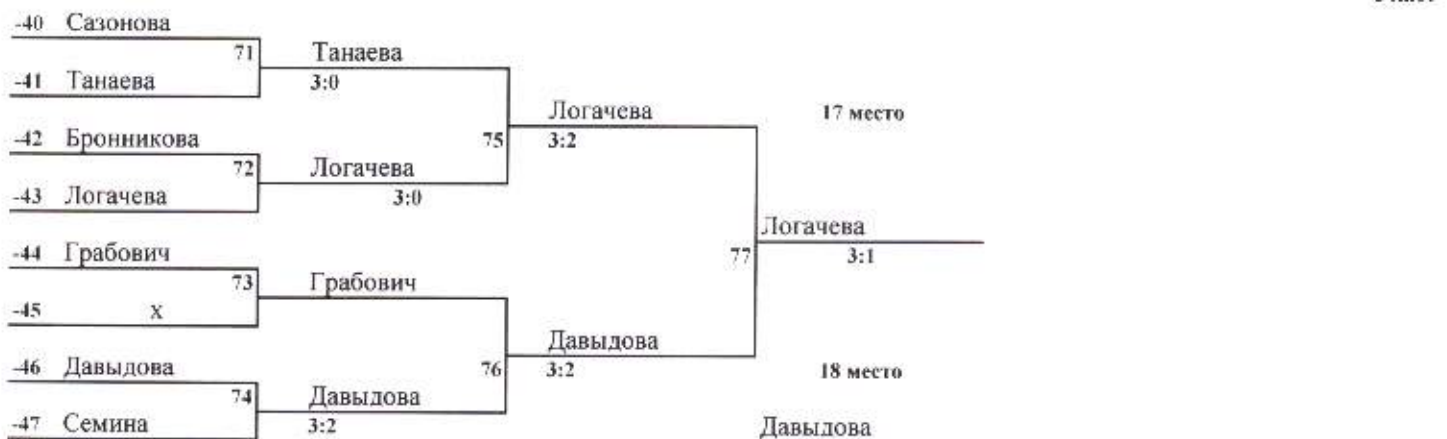 -40 Сазонова
71 Танаева
-41 Танаева 3:0
Логачева 17 место
-42 Бронникова 75 3:2
72 Логачева
-43 Логачева 3:0
Логачева
-44 Грабович 77 3:1
73 Грабович
-45 X
Давыдова
-46 Давыдова 76 3:2 18 место
74 Давыдова
-47 Семина 3:2 Давыдова